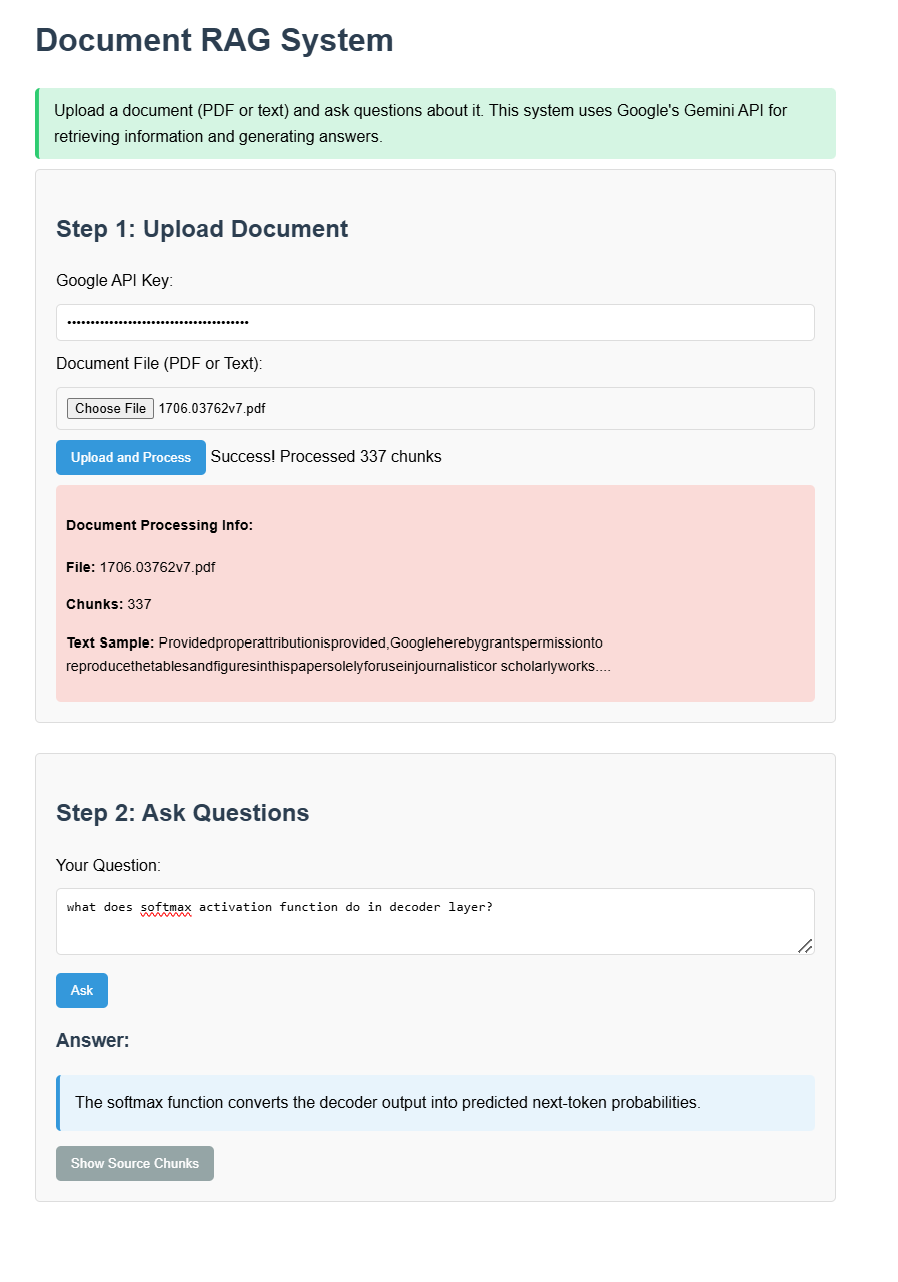 Document RAG System
Upload a document (PDF or text) and ask questions about it. This system uses Google's Gemini API for
retrieving information and generating answers.
Step 1: Upload Document
Google API Key:
••••••••••••••••••••••••••••••••••••••
Document File (PDF or Text):
Choose File 1706.03762v7.pdf
Upload and Process Success! Processed 337 chunks
Document Processing Info:
File: 1706.03762v7.pdf
Chunks: 337
Text Sample: Providedproperattributionisprovided,Googleherebygrantspermissionto
reproducethetablesandfiguresinthispapersolelyforuseinjournalisticor scholarlyworks....
Step 2: Ask Questions
Your Question:
what does softmax activation function do in decoder layer?
Ask
Answer:
The softmax function converts the decoder output into predicted next-token probabilities.
Show Source Chunks